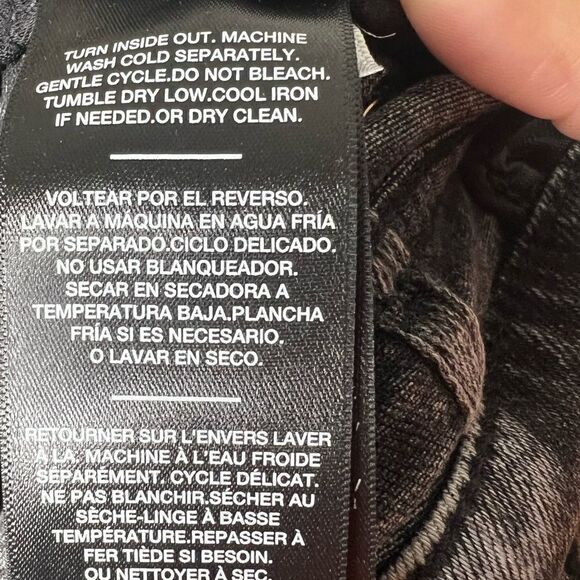 TURN INSIDE OUT. MACHINE
WASH COLD SEPARATELY.
GENTLE CYCLE.DO NOT BLEACH.
TUMBLE DRY LOW.COOL IRON
IF NEEDED.OR DRY CLEAN.
VOLTEAR POR EL REVERSO.
LAVAR A MAQUINA EN AGUA FRÍA
POR SEPARADO.CICLO DELICADO.
NO USAR BLANQUEADOR.
SECAR EN SECADORA A
TEMPERATURA BAJA.PLANCHA
FRÍA SI ES NECESARIO.
O LAVAR EN SECO.
RETOURNER SUR L'ENVERS LAVER
À LA MACHINE À L'EAU FROIDE
SÉPAREMENT. CYCLE DÉLICAT.
NE PAS BLANCHIR.SÉCHER AU
SÈCHE-LINGE À BASSE
TEMPÉRATURE.REPASSER À
FER TIÈDE SI BESOIN.
OU NETTOYER À SEC.